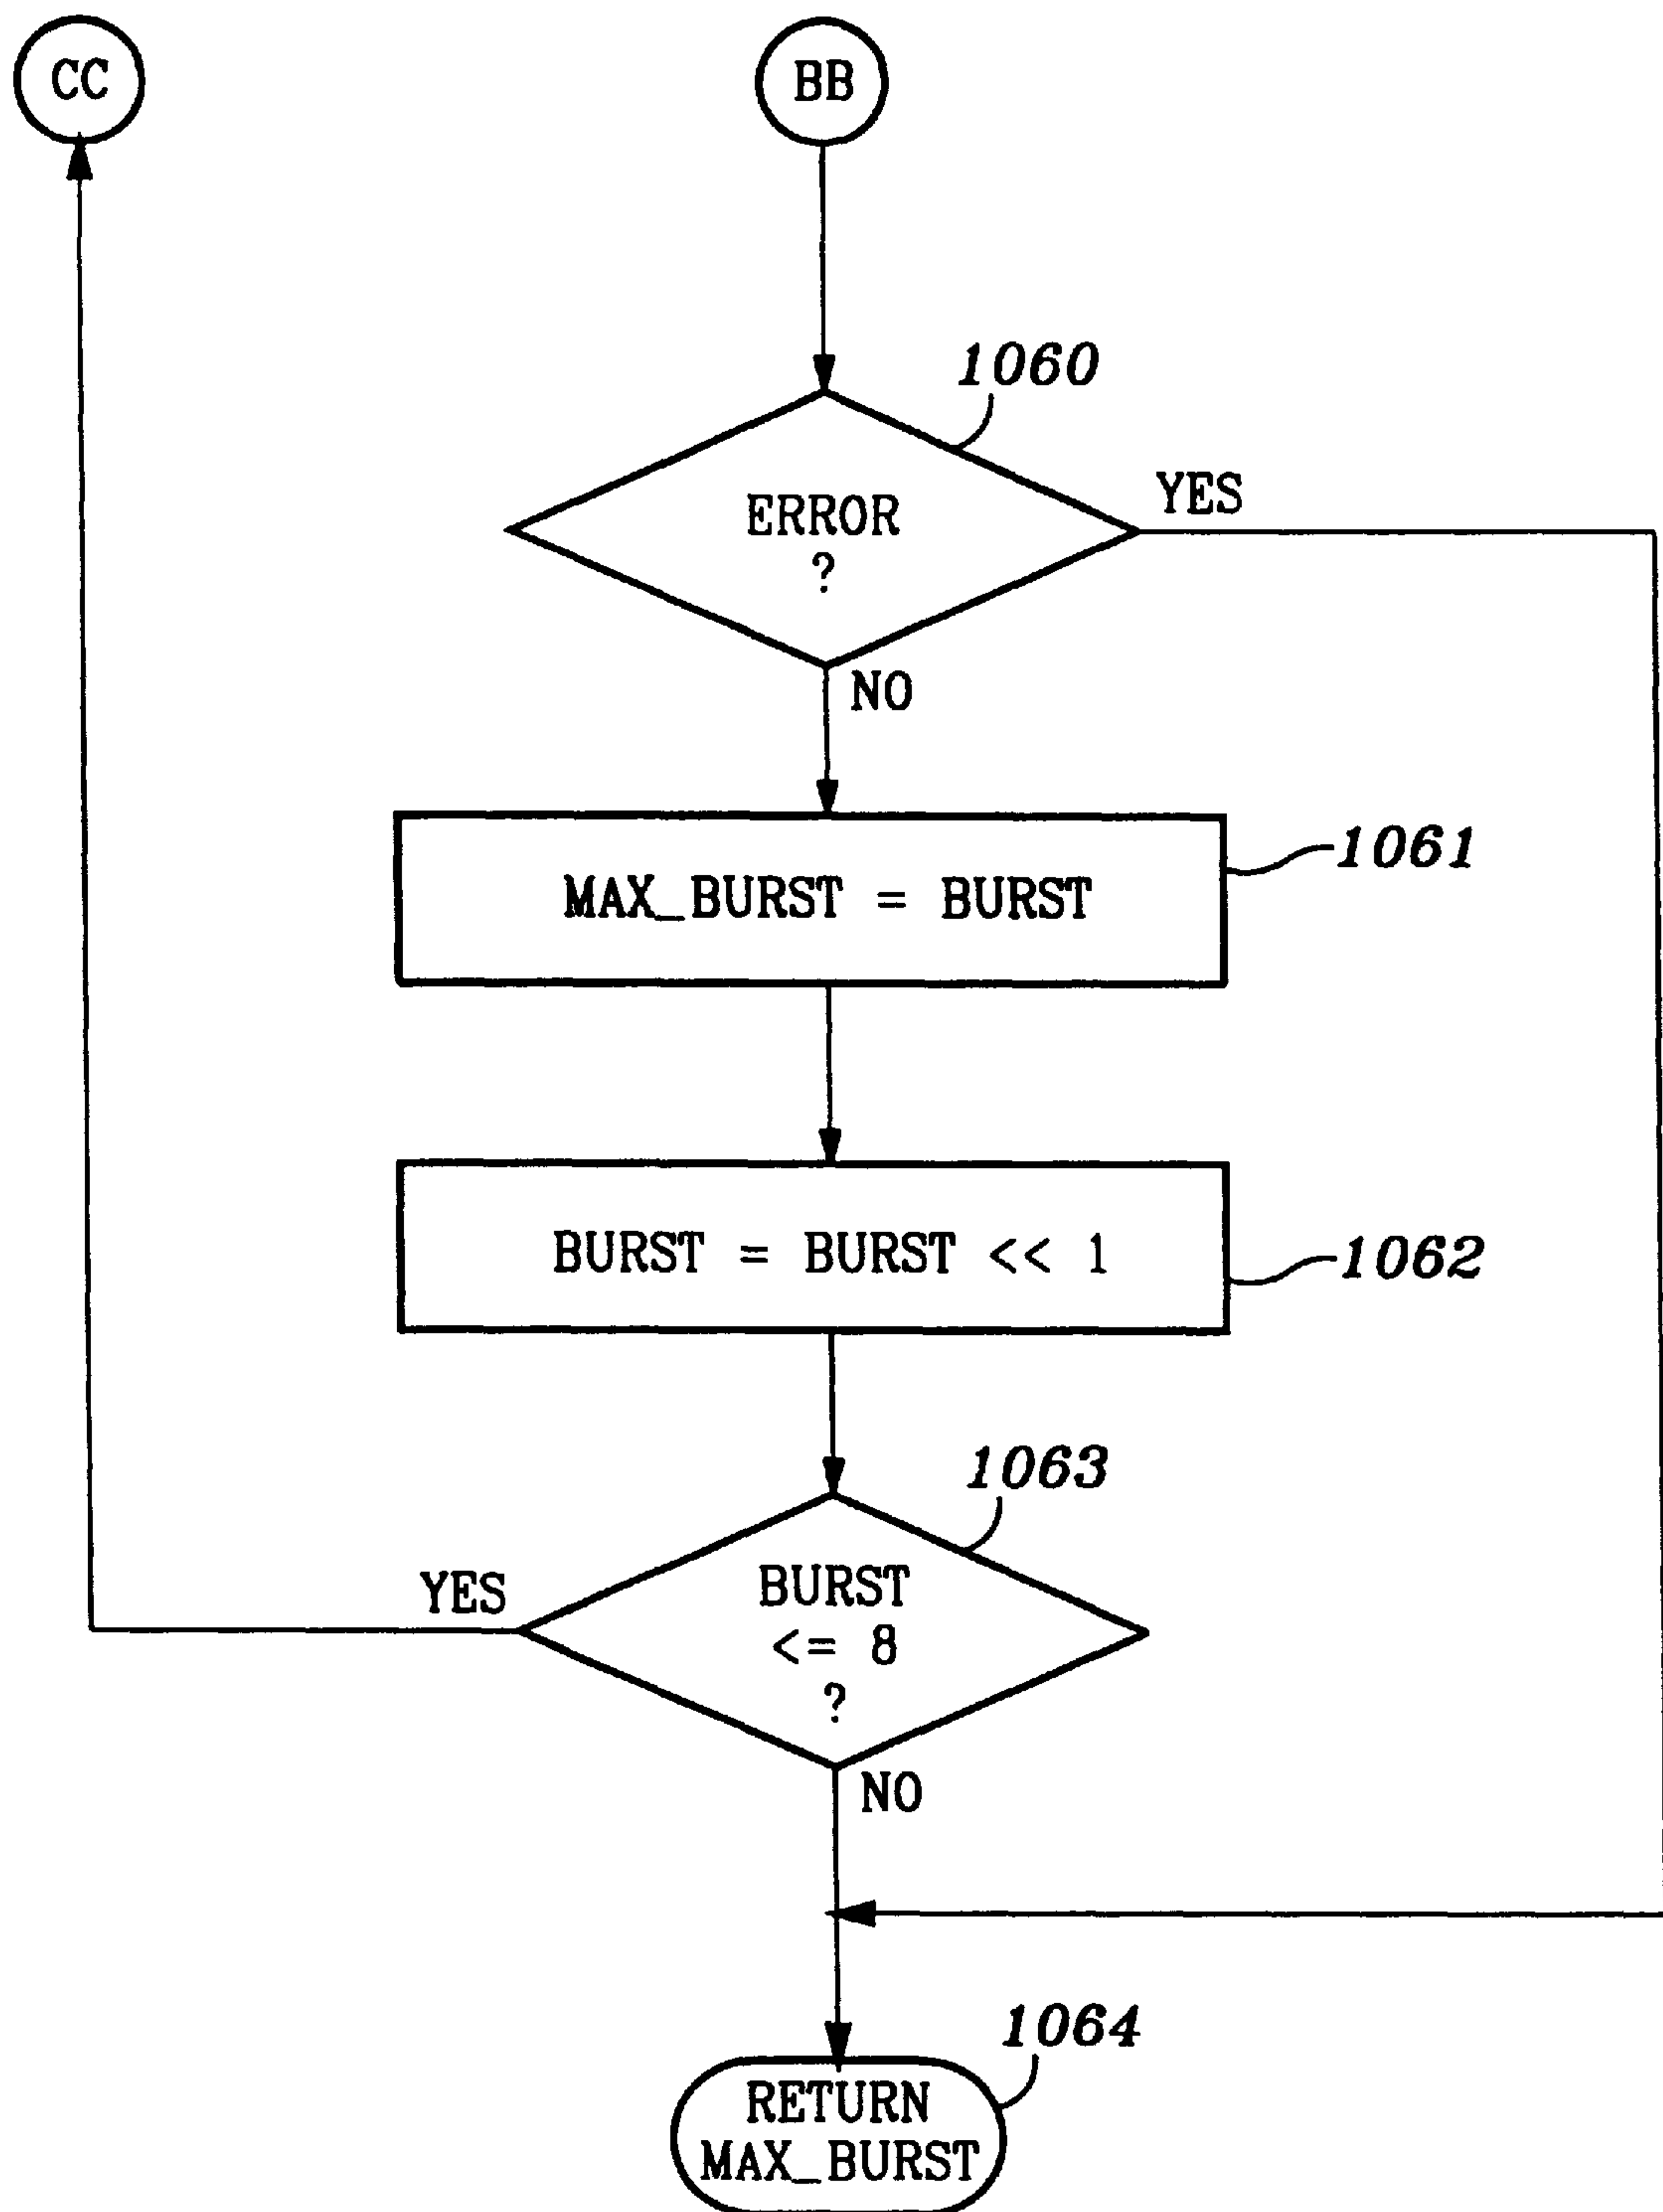 CC
BB
1060
ERROR
?
YES
NO
1061
MAX_BURST = BURST
1062
BURST = BURST << 1
1063
BURST
<= 8
?
YES
NO
1064
RETURN
MAX_BURST